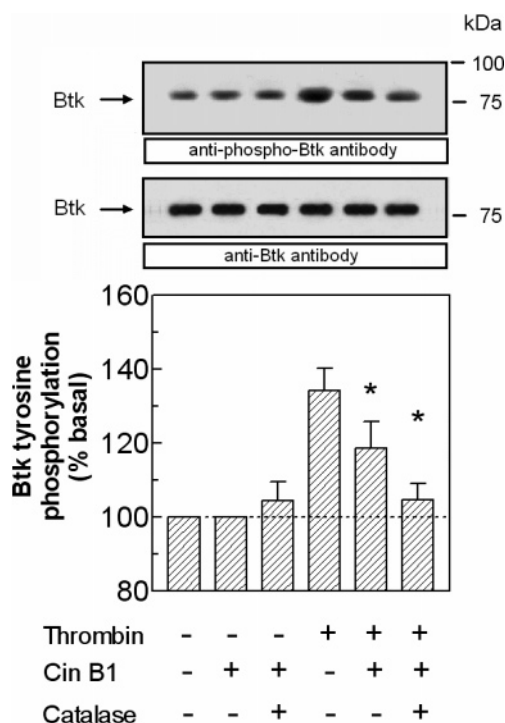 kDa
100
Btk
75
anti-phospho-Btk antibody
Btk
75
anti-Btk antibody
160
140
120
100
80
Btk tyrosine
phosphorylation
(% basal)
* *
Thrombin - - - + + +
Cin B1 - + + - + +
Catalase - - + - - +